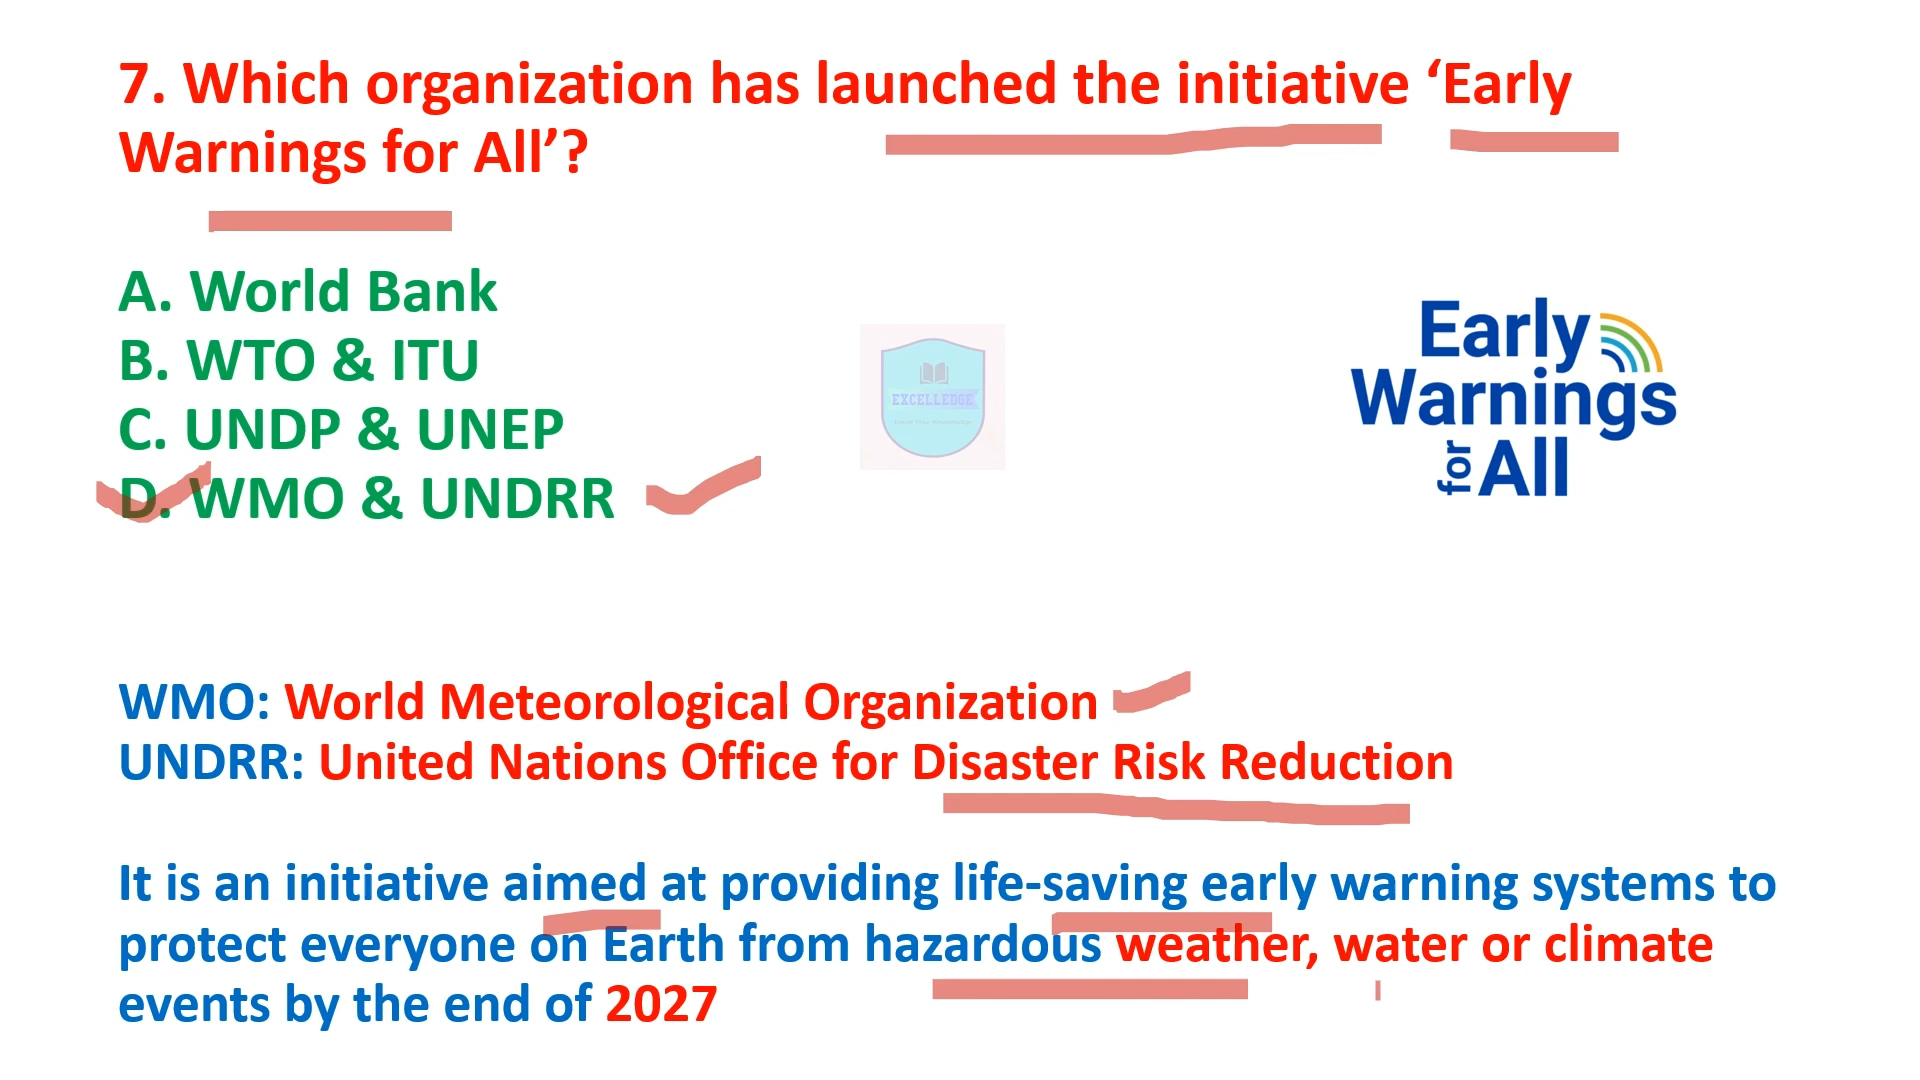 7. Which organization has launched the initiative ‘Early
Warnings for All’?
A. World Bank
B. WTO & ITU
C. UNDP & UNEP
D. WMO & UNDRR
EXCELLEDGE
Early
Warnings
for All
WMO: World Meteorological Organization
UNDRR: United Nations Office for Disaster Risk Reduction
It is an initiative aimed at providing life-saving early warning systems to
protect everyone on Earth from hazardous weather, water or climate
events by the end of 2027